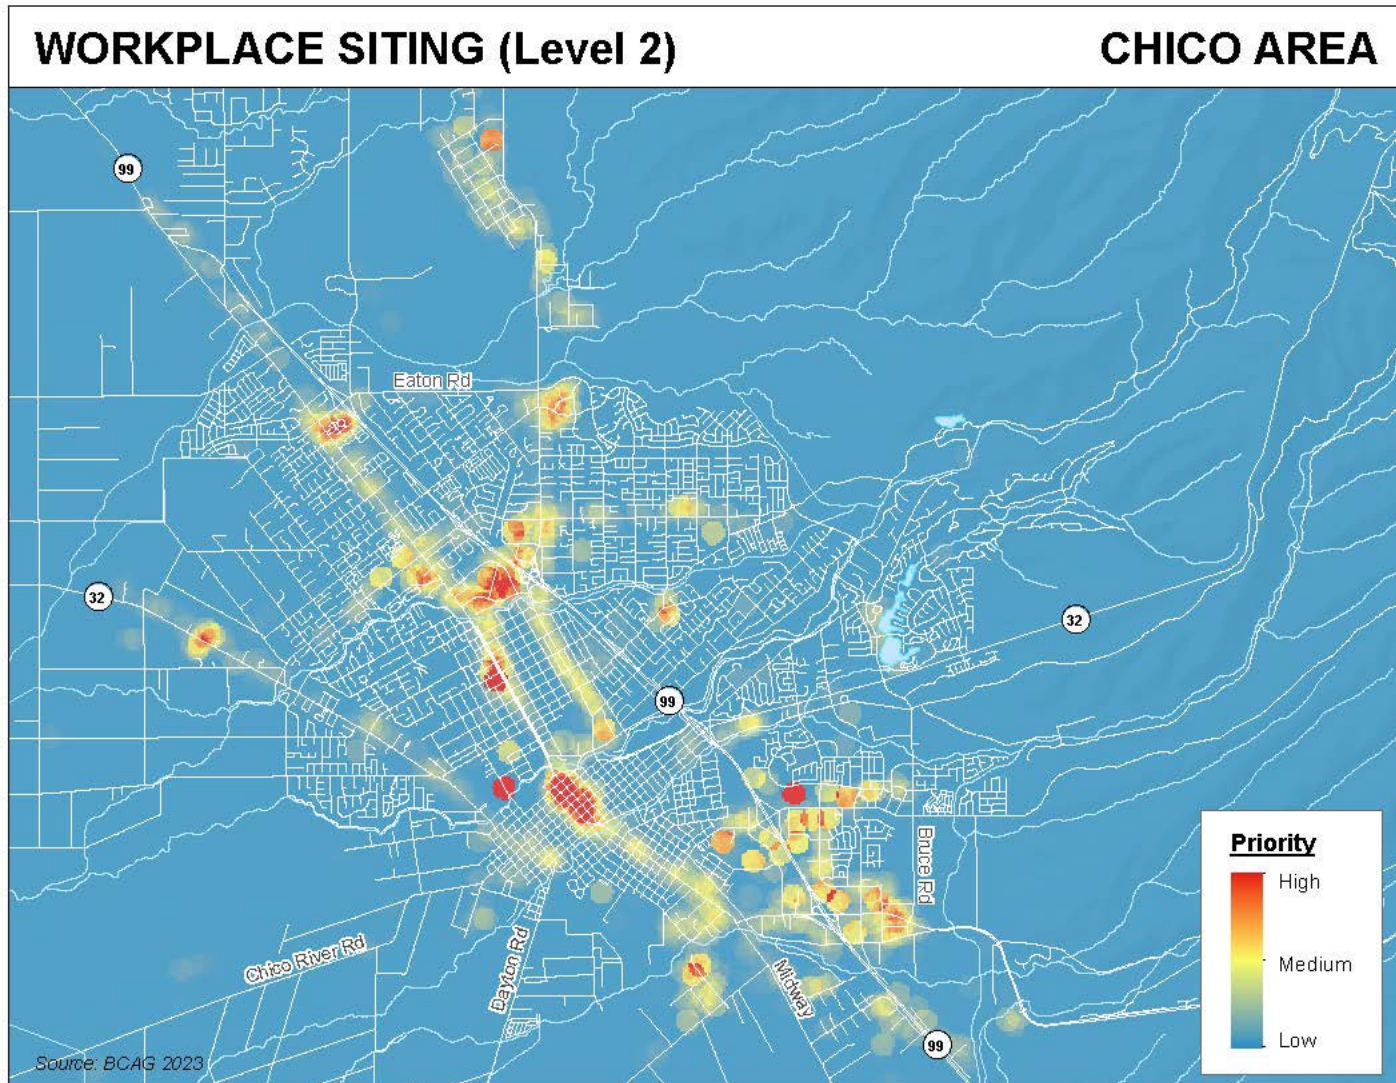 WORKPLACE SITING (Level 2)
CHICO AREA
99
Eaton Rd
32
32
99
Bruce Rd
Chico River Rd
Dayton Rd
Midway
99
Priority
High
Medium
Low
Source: BCAG 2023